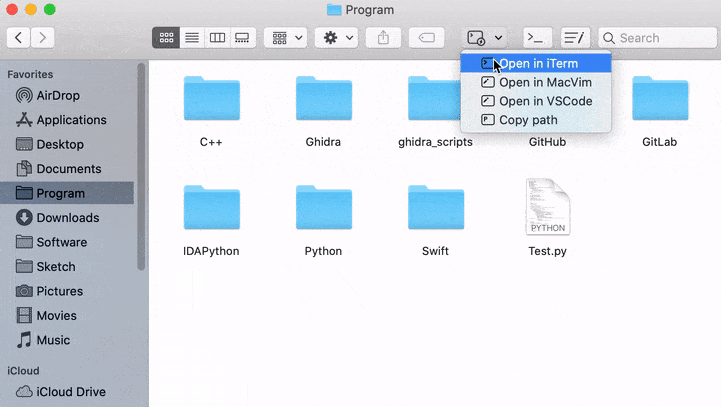 Program
Search
Open in iTerm
Open in MacVim
Open in VSCode
Copy path
Favorites
AirDrop
Applications
Desktop
Documents
Program
Downloads
Software
Sketch
Pictures
Movies
Music
iCloud
iCloud Drive
C++
Ghidra
ghidra_scripts
GitHub
GitLab
IDAPython
Python
Swift
PYTHON
Test.py